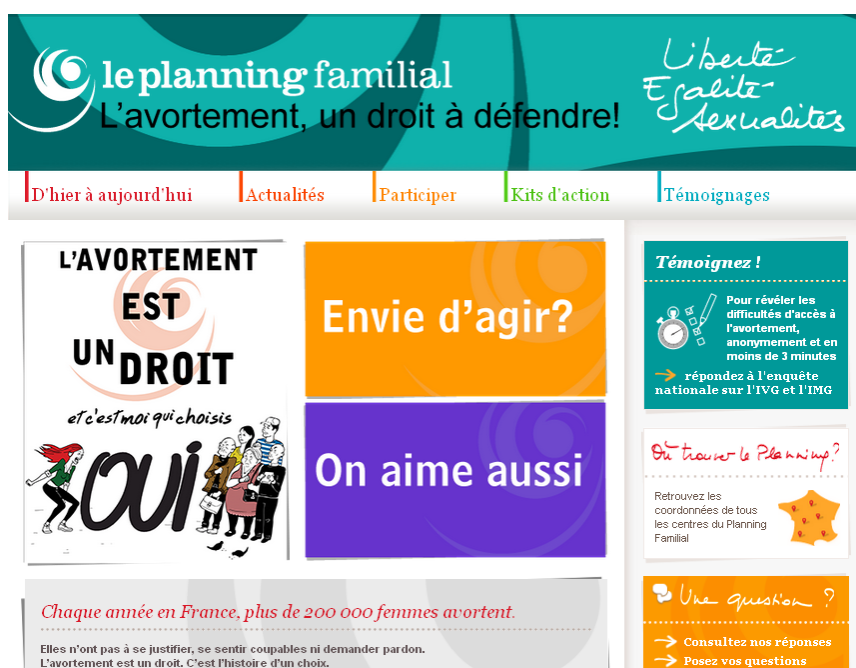 le planning familial
L'avortement, un droit à défendre!
Liberté
Egalité
Sexualités
D'hier à aujourd'hui
Actualités
Participer
Kits d'action
Témoignages
L'AVORTEMENT
EST
UN DROIT
et c'est moi qui choisis
OUI
Envie d'agir?
On aime aussi
Chaque année en France, plus de 200 000 femmes avortent.
Elles n'ont pas à se justifier, se sentir coupables ni demander pardon.
L'avortement est un droit. C'est l'histoire d'un choix.
Témoignez !
Pour révéler les
difficultés d'accès à
l'avortement,
anonymement et en
moins de 3 minutes
répondez à l'enquête
nationale sur l'IVG et l'IMG
Où trouver le Planning?
Retrouvez les
coordonnées de tous
les centres du Planning
Familial
Une question ?
Consultez nos réponses
Posez vos questions